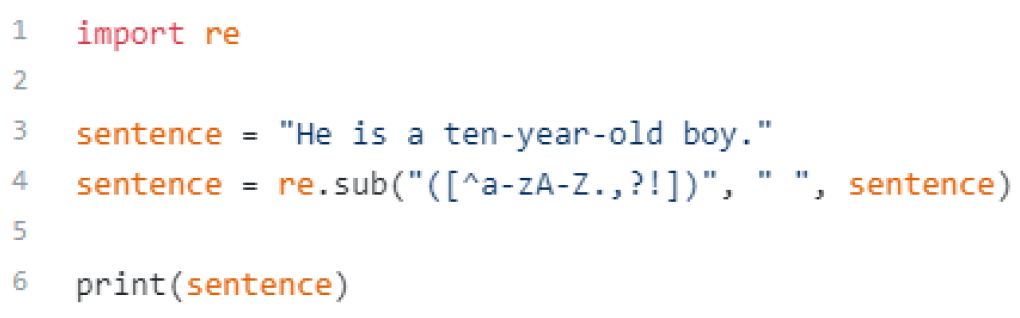 1 import re
2
3 sentence = "He is a ten-year-old boy."
4 sentence = re.sub("([^a-zA-Z.,?!])", " ", sentence)
5
6 print(sentence)